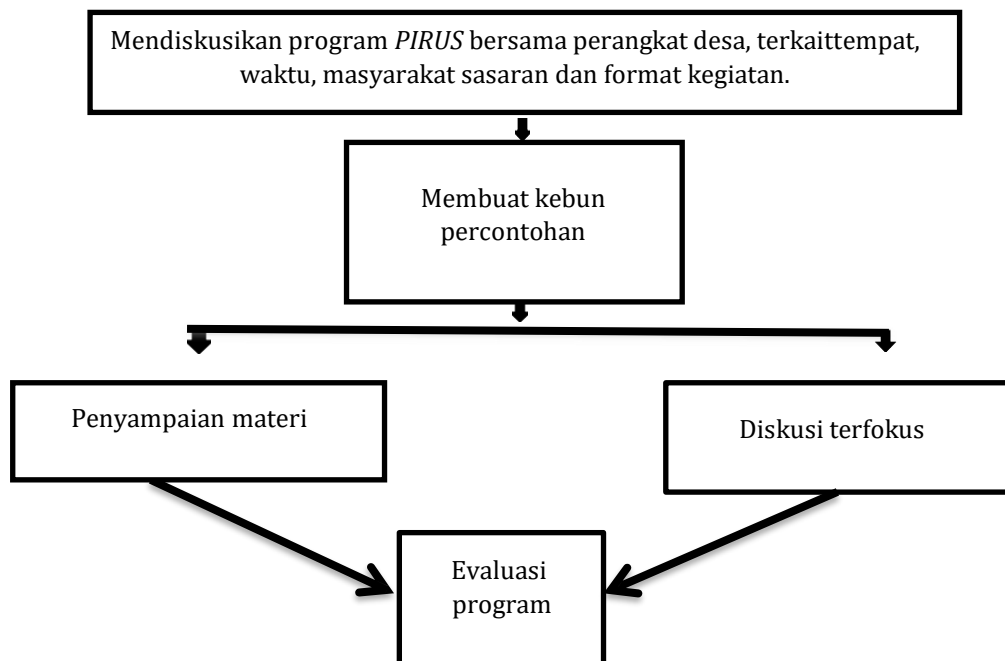 Mendiskusikan program PIRUS bersama perangkat desa, terkaittempat,
waktu, masyarakat sasaran dan format kegiatan.
Membuat kebun
percontohan
Penyampaian materi
Diskusi terfokus
Evaluasi
program